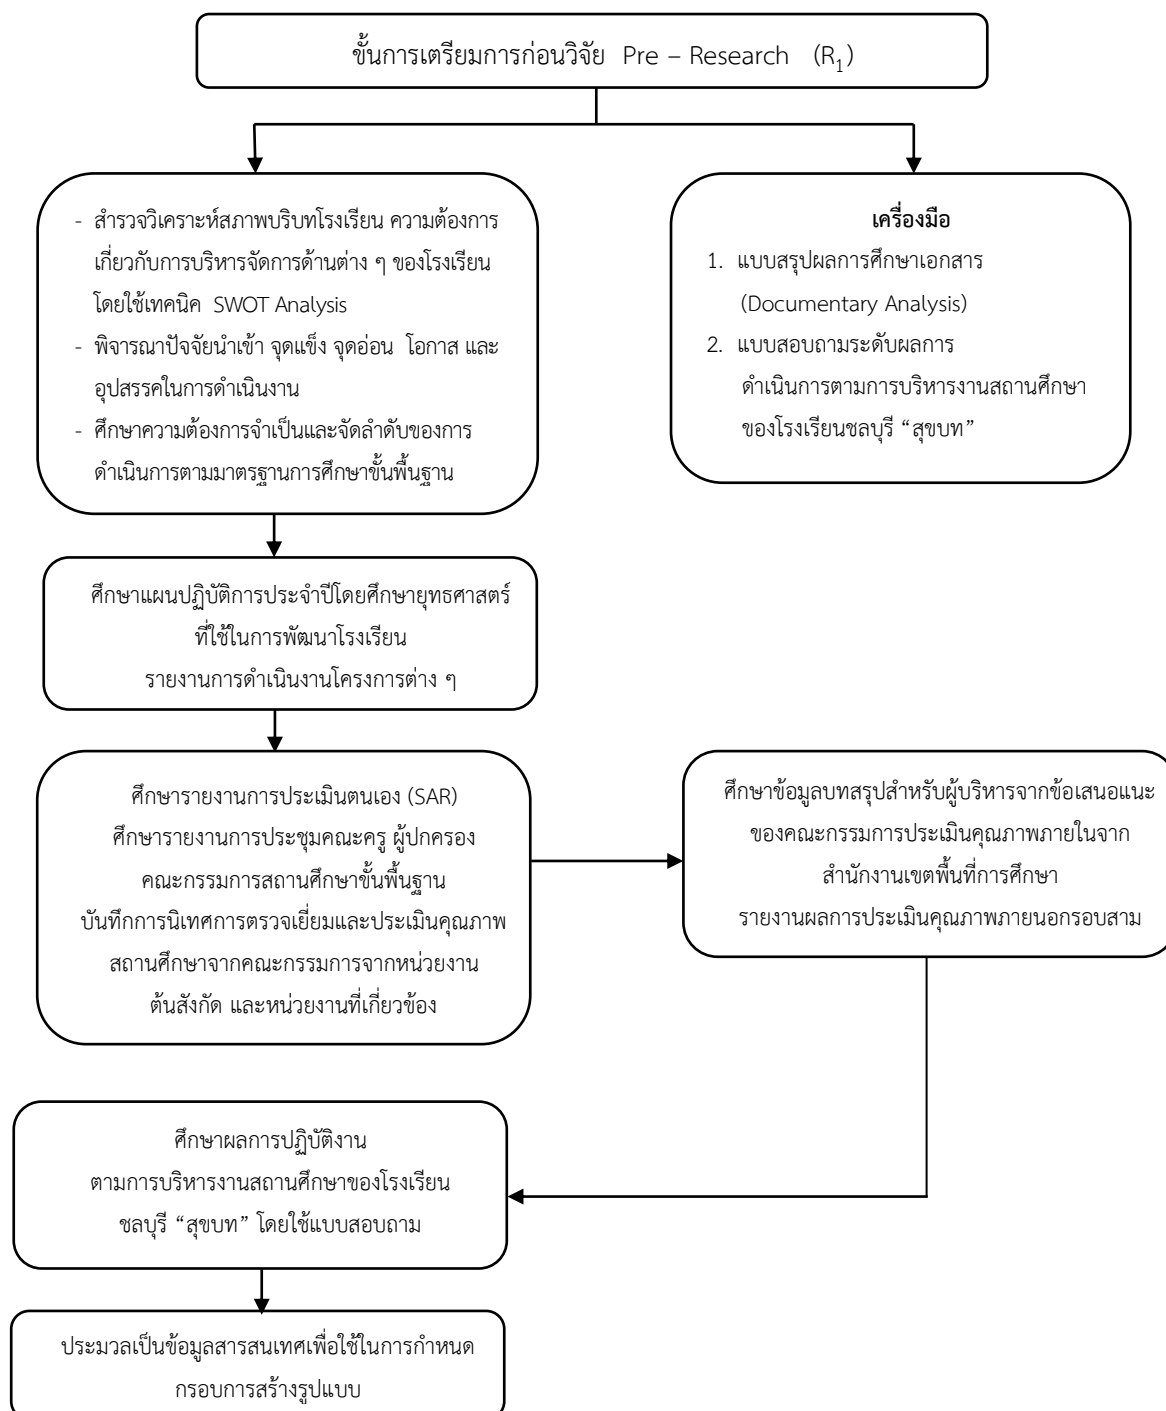 ขั้นการเตรียมการก่อนวิจัย Pre – Research (R1)
- สำรวจวิเคราะห์สภาพบริบทโรงเรียน ความต้องการ
เกี่ยวกับการบริหารจัดการด้านต่าง ๆ ของโรงเรียน
โดยใช้เทคนิค SWOT Analysis
- พิจารณาปัจจัยนำเข้า จุดแข็ง จุดอ่อน โอกาส และ
อุปสรรคในการดำเนินงาน
- ศึกษาความต้องการจำเป็นและจัดลำดับของการ
ดำเนินการตามมาตรฐานการศึกษาขั้นพื้นฐาน
เครื่องมือ
1. แบบสรุปผลการศึกษาเอกสาร
(Documentary Analysis)
2. แบบสอบถามระดับผลการ
ดำเนินการตามการบริหารงานสถานศึกษา
ของโรงเรียนชลบุรี “สุขบท”
ศึกษาแผนปฏิบัติการประจำปีโดยศึกษายุทธศาสตร์
ที่ใช้ในการพัฒนาโรงเรียน
รายงานการดำเนินงานโครงการต่าง ๆ
ศึกษารายงานการประเมินตนเอง (SAR)
ศึกษารายงานการประชุมคณะครู ผู้ปกครอง
คณะกรรมการสถานศึกษาขั้นพื้นฐาน
บันทึกการนิเทศการตรวจเยี่ยมและประเมินคุณภาพ
สถานศึกษาจากคณะกรรมการจากหน่วยงาน
ต้นสังกัด และหน่วยงานที่เกี่ยวข้อง
ศึกษาข้อมูลบทสรุปสำหรับผู้บริหารจากข้อเสนอแนะ
ของคณะกรรมการประเมินคุณภาพภายในจาก
สำนักงานเขตพื้นที่การศึกษา
รายงานผลการประเมินคุณภาพภายนอกรอบสาม
ศึกษาผลการปฏิบัติงาน
ตามการบริหารงานสถานศึกษาของโรงเรียน
ชลบุรี “สุขบท” โดยใช้แบบสอบถาม
ประมวลเป็นข้อมูลสารสนเทศเพื่อใช้ในการกำหนด
กรอบการสร้างรูปแบบ